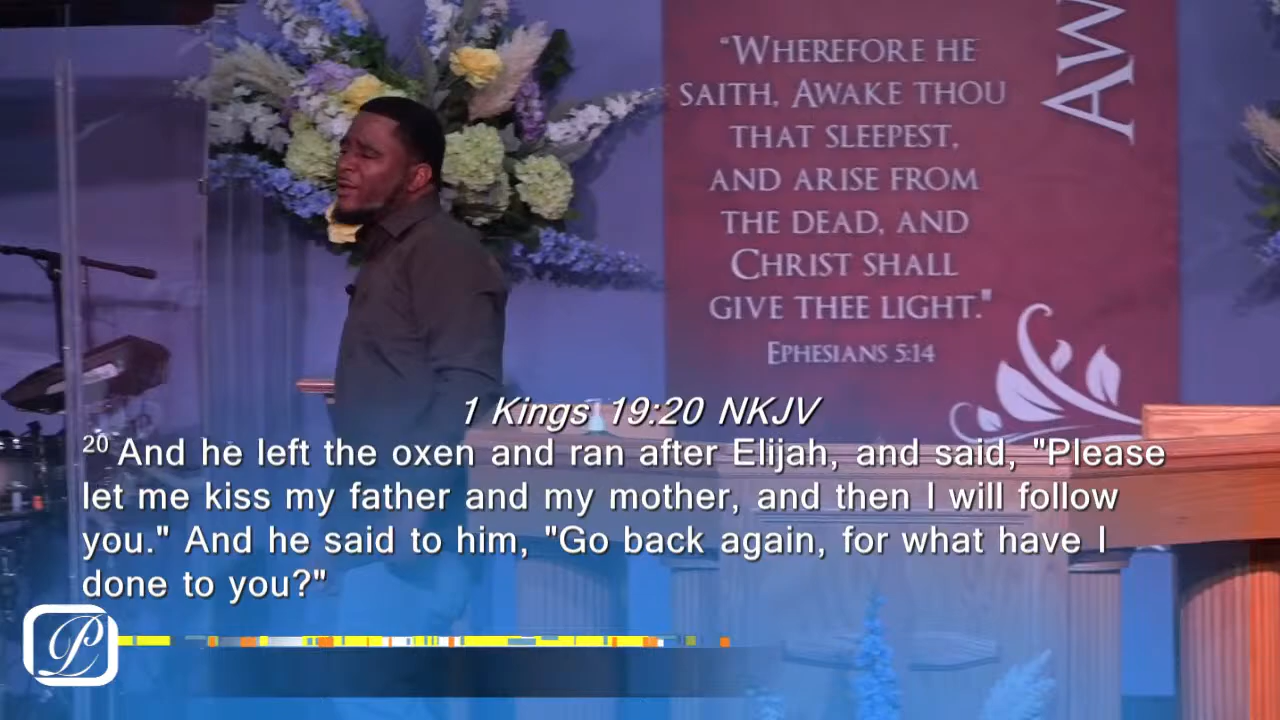 "Wherefore he
saith, Awake thou
that sleepest,
and arise from
the dead, and
Christ shall
give thee light."
Ephesians 5:14
AW
1 Kings 19:20 NKJV
20 And he left the oxen and ran after Elijah, and said, "Please
let me kiss my father and my mother, and then I will follow
you." And he said to him, "Go back again, for what have I
done to you?"
PL